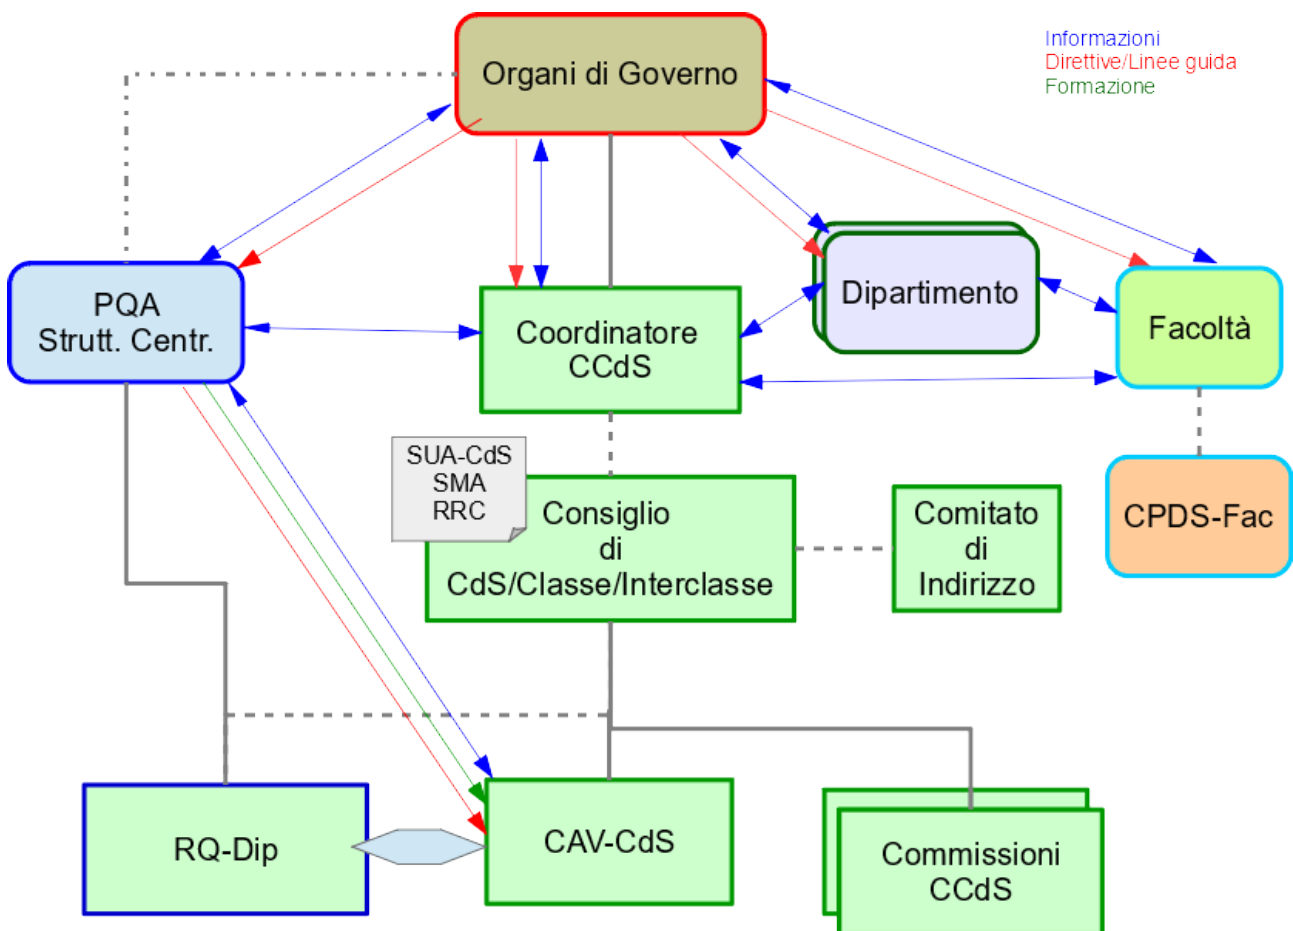 Organi di Governo
Informazioni
Direttive/Linee guida
Formazione
PQA
Strutt. Centr.
Coordinatore
CCdS
Dipartimento
Facoltà
SUA-CdS
SMA
RRC
Consiglio
di
CdS/Classe/Interclasse
Comitato
di
Indirizzo
CPDS-Fac
RQ-Dip
CAV-CdS
Commissioni
CCdS